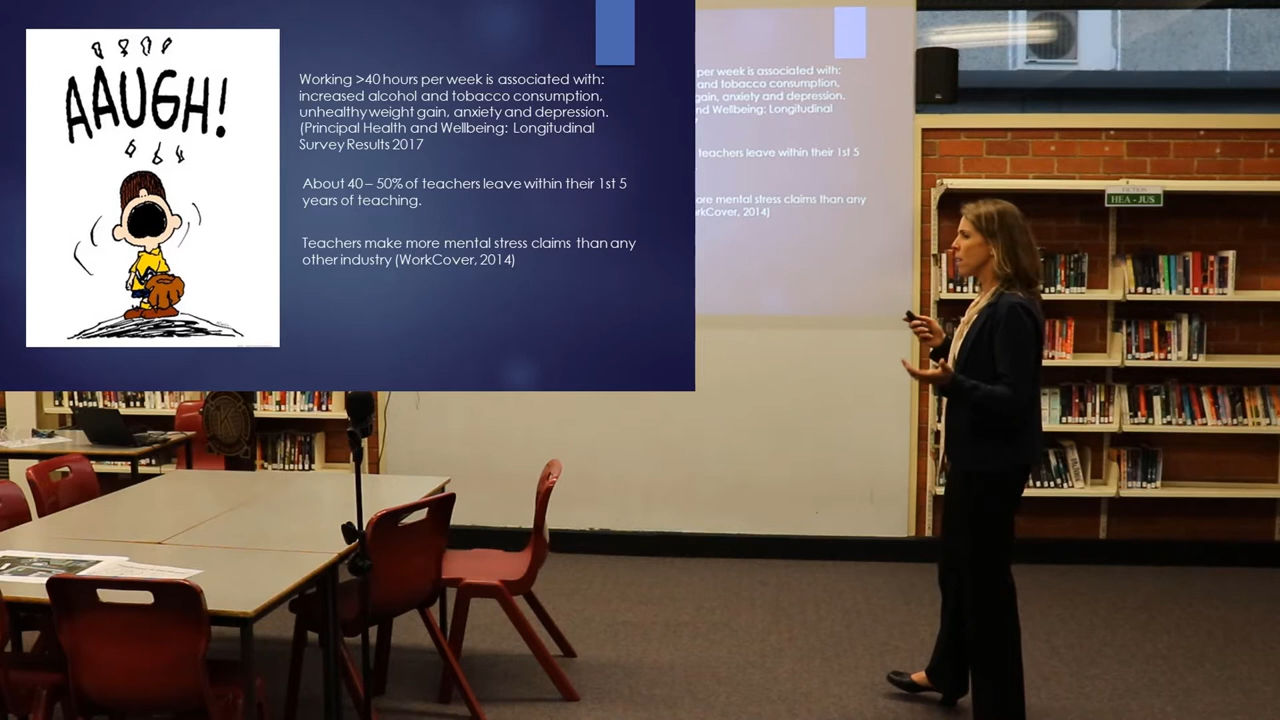 AAUGH!
Working >40 hours per week is associated with:
increased alcohol and tobacco consumption,
unhealthy weight gain, anxiety and depression.
(Principal Health and Wellbeing: Longitudinal
Survey Results 2017
About 40 – 50% of teachers leave within their 1st 5
years of teaching.
Teachers make more mental stress claims than any
other industry (WorkCover, 2014)
per week is associated with:
and tobacco consumption,
gain, anxiety and depression.
nd Wellbeing: Longitudinal
teachers leave within their 1st 5
ore mental stress claims than any
rkCover, 2014)
FICTION
HEA - JUS